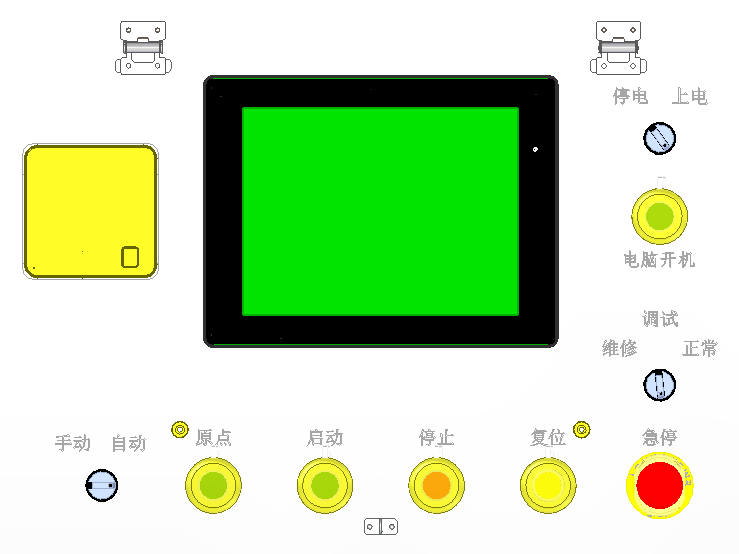 停电 上电
电脑开机
调试
维修 正常
手动 自动 原点 启动 停止 复位 急停